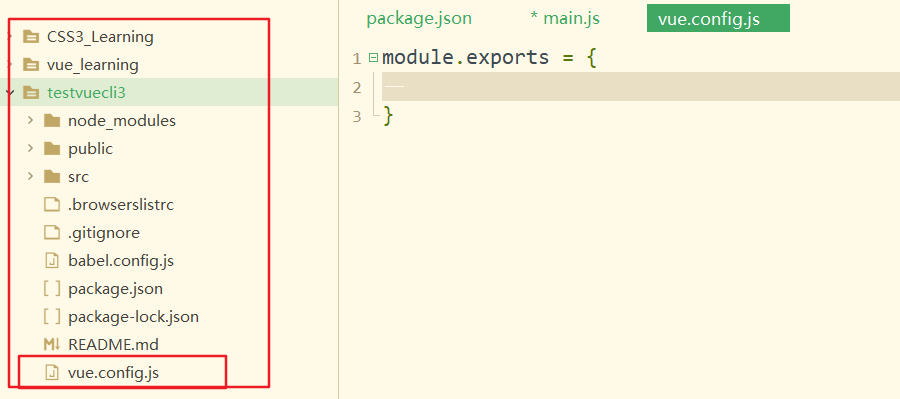 CSS3_Learning
vue_learning
testvuecli3
node_modules
public
src
.browserslistrc
.gitignore
babel.config.js
package.json
package-lock.json
README.md
vue.config.js
package.json * main.js vue.config.js
1 module.exports = {
2
3 }